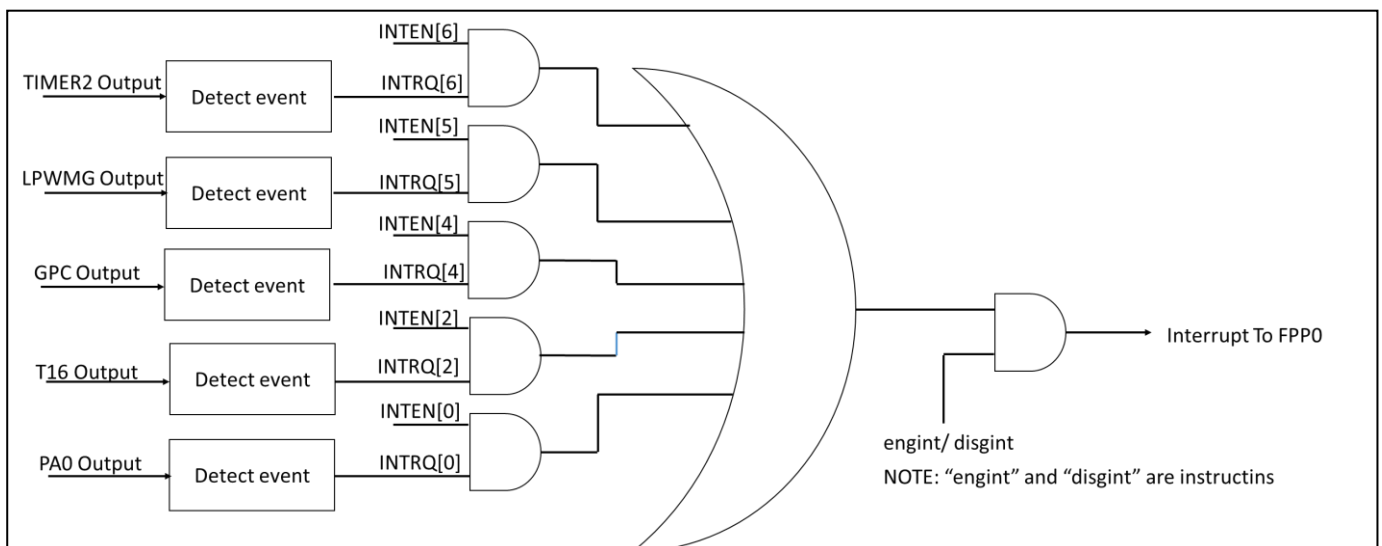 INTEN[6]
TIMER2 Output
Detect event
INTRQ[6]
INTEN[5]
LPWMG Output
Detect event
INTRQ[5]
INTEN[4]
GPC Output
Detect event
INTRQ[4]
INTEN[2]
T16 Output
Detect event
INTRQ[2]
INTEN[0]
PA0 Output
Detect event
INTRQ[0]
Interrupt To FPP0
engint/ disgint
NOTE: “engint” and “disgint” are instructins